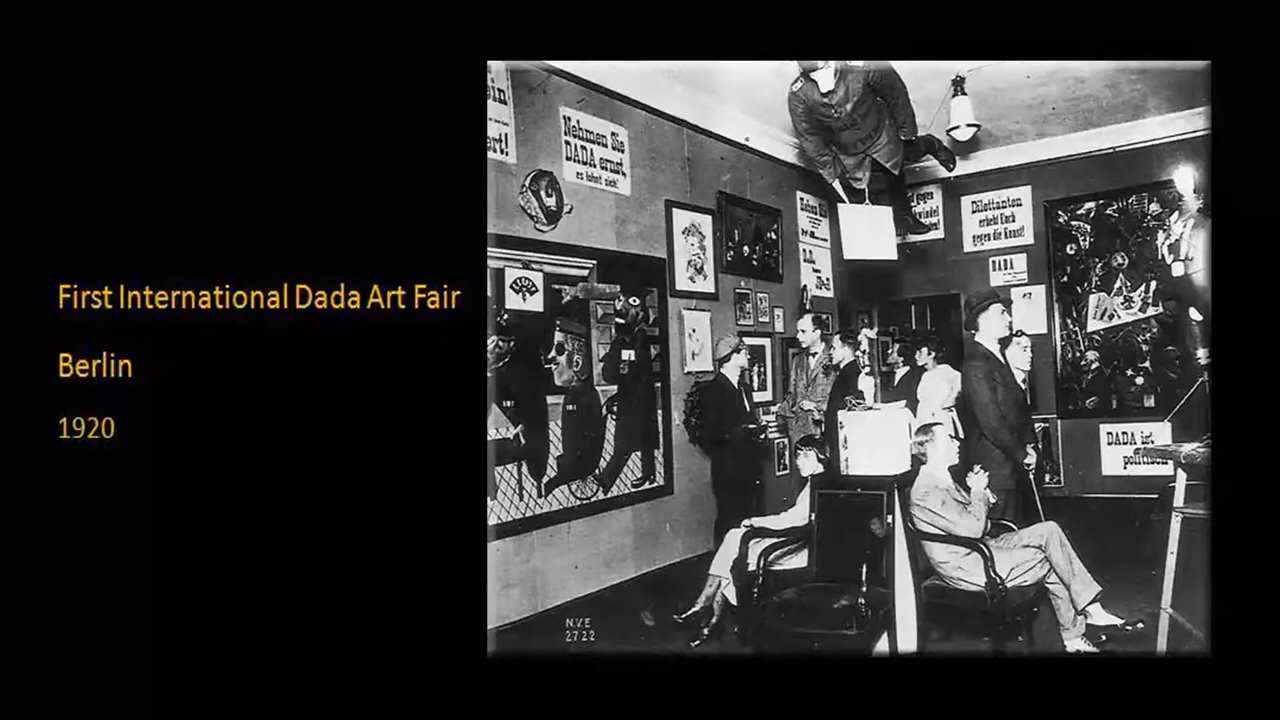 First International Dada Art Fair
Berlin
1920
Nehmen Sie
DADA ernst,
es lohnt sich!
Dilettanten
erhebt Euch
gegen die Kunst!
DADA
DADA ist
politisch
N.V.E
2722